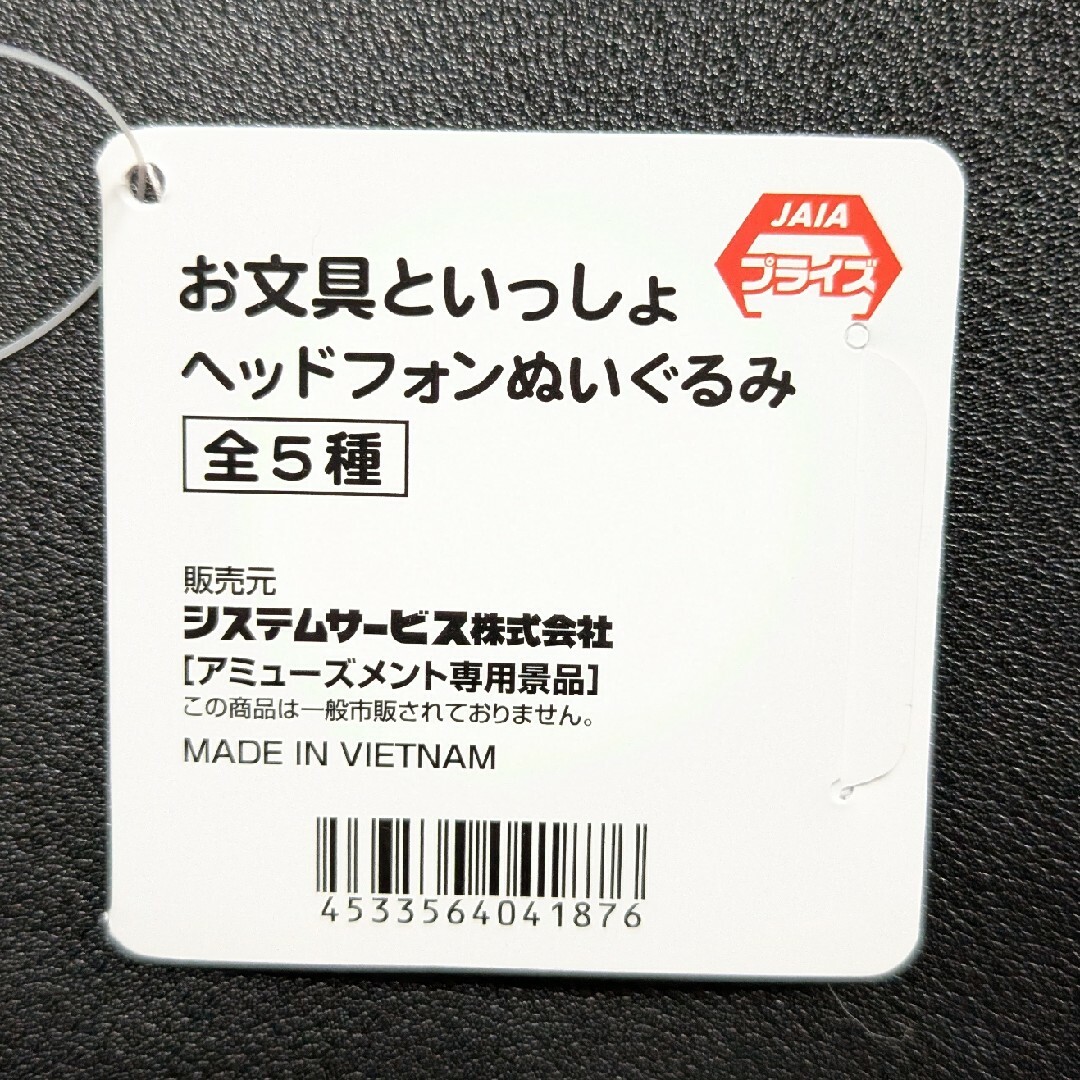 JAIA
プライズ
お文具といっしょ
ヘッドフォンぬいぐるみ
全5種
販売元
システムサービス株式会社
[アミューズメント専用景品]
この商品は一般市販されておりません。
MADE IN VIETNAM
4533564041876